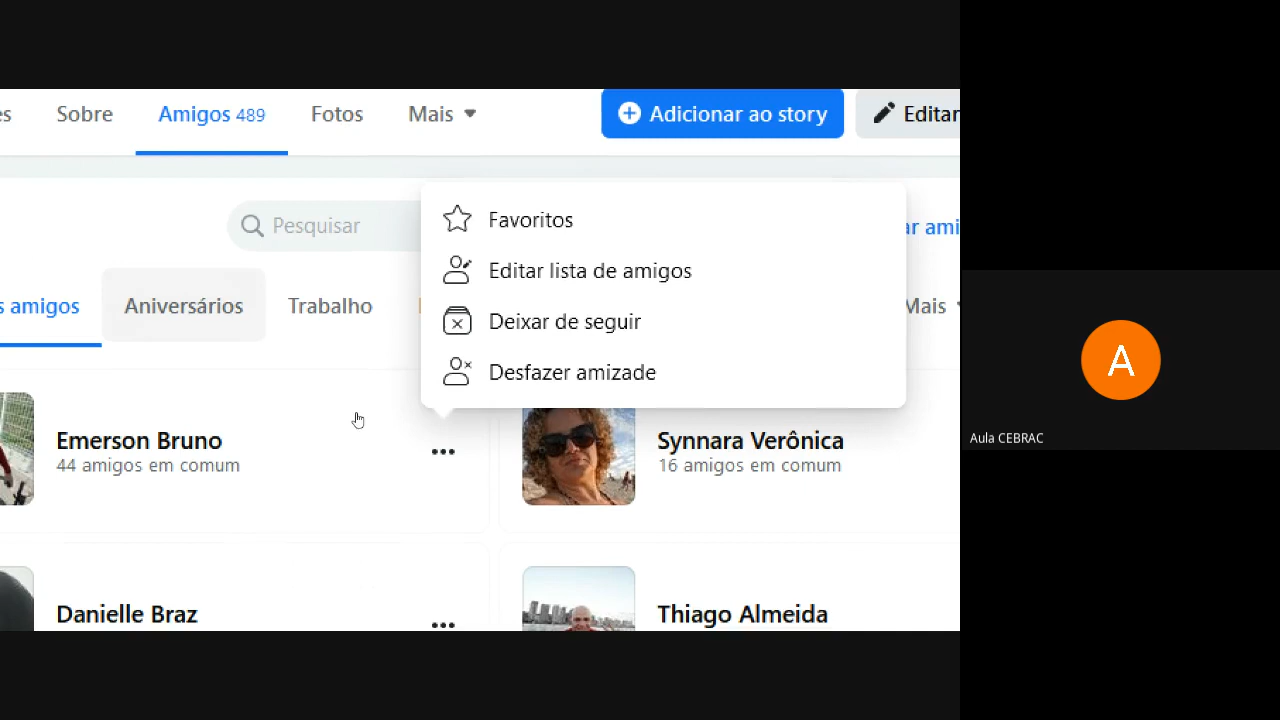 es Sobre Amigos 489 Fotos Mais Adicionar ao story Editar
Pesquisar
Favoritos
ar ami
Editar lista de amigos
s amigos Aniversários Trabalho Mais
Deixar de seguir
Desfazer amizade
Emerson Bruno
44 amigos em comum
Synnara Verônica
16 amigos em comum
Danielle Braz
Thiago Almeida
A
Aula CEBRAC